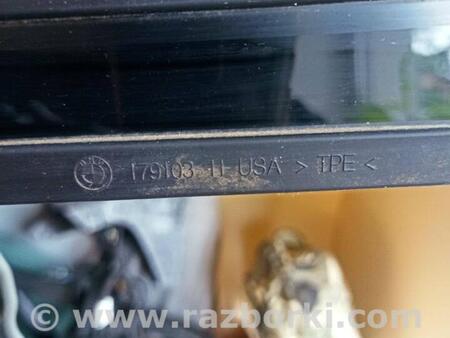 179103-11 USA > TPE <
www.razborki.com